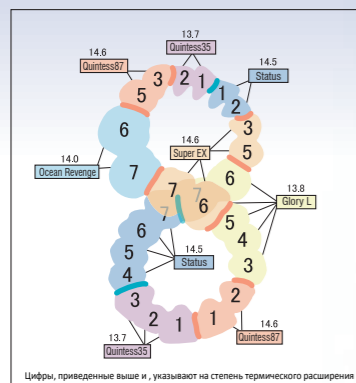 13.7
Quintess35
14.6
Quintess87
14.5
Status
3 2 1 1 2
5 3
6 14.6 5
Super EX
14.0
Ocean Revenge
7 7 7 6 6
13.8
Glory L
6 5
5 4
14.5
Status
4 3
3 2 1 1 2
13.7
Quintess35
14.6
Quintess87
Цифры, приведенные выше и , указывают на степень термического расширения